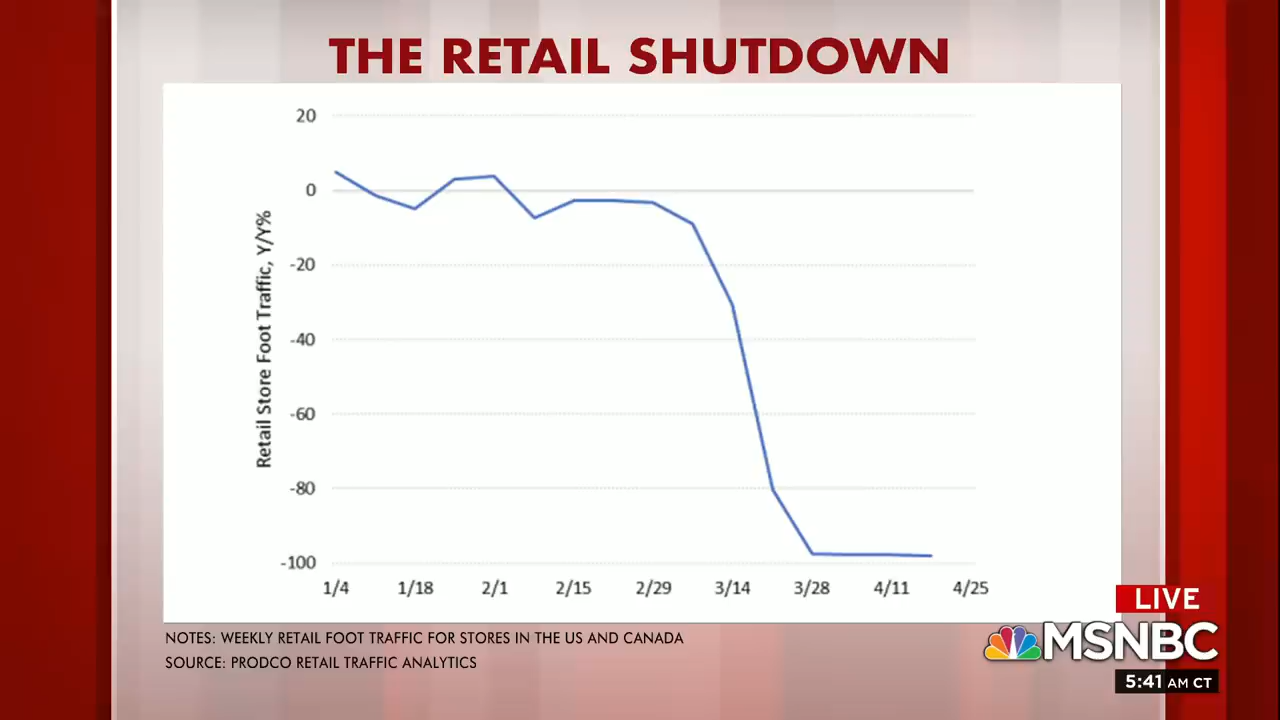 THE RETAIL SHUTDOWN
20
0
-20
-40
-60
-80
-100
Retail Store Foot Traffic, Y/Y%
1/4 1/18 2/1 2/15 2/29 3/14 3/28 4/11 4/25
NOTES: WEEKLY RETAIL FOOT TRAFFIC FOR STORES IN THE US AND CANADA
SOURCE: PRODCO RETAIL TRAFFIC ANALYTICS
LIVE
MSNBC
5:41 AM CT